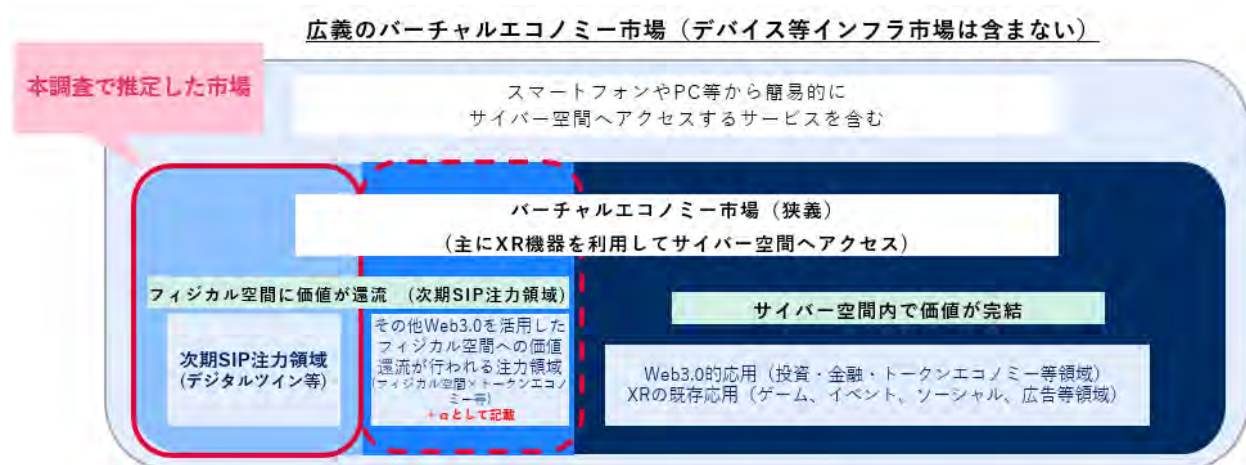 広義のバーチャルエコノミー市場（デバイス等インフラ市場は含まない）
本調査で推定した市場
スマートフォンやPC等から簡易的に
サイバー空間へアクセスするサービスを含む
バーチャルエコノミー市場（狭義）
（主にXR機器を利用してサイバー空間へアクセス）
フィジカル空間に価値が還流　（次期SIP注力領域）
次期SIP注力領域
(デジタルツイン等)
その他Web3.0を活用した
フィジカル空間への価値
還流が行われる注力領域
(フィジカル空間×トークンエコノ
ミー等)
+αとして記載
サイバー空間内で価値が完結
Web3.0的応用（投資・金融・トークンエコノミー等領域）
XRの既存応用（ゲーム、イベント、ソーシャル、広告等領域）